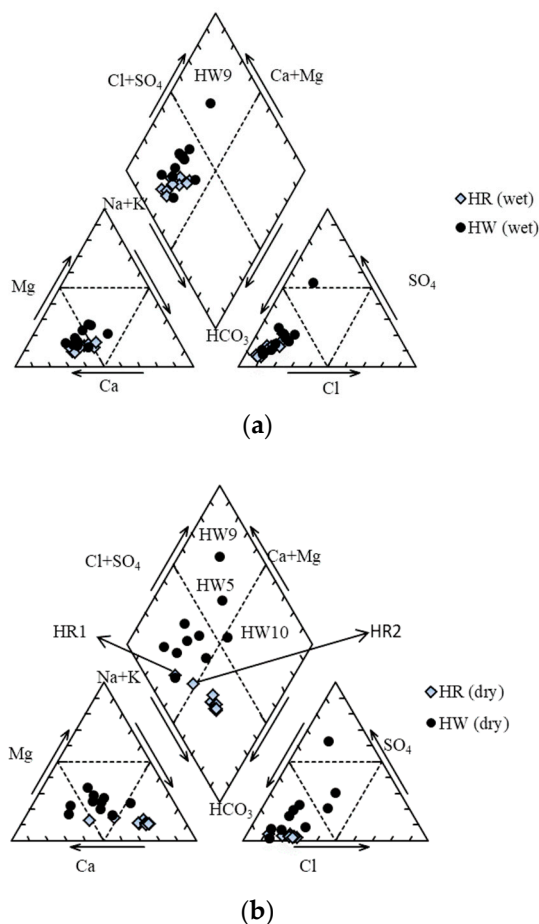 HW9
Cl+SO₄
Ca+Mg
HR (wet)
HW (wet)
Na+K
Mg
SO₄
HCO₃
Ca
Cl
(a)
HW9
Cl+SO₄
Ca+Mg
HW5
HR1
HW10
HR2
Na+K
HR (dry)
HW (dry)
Mg
SO₄
HCO₃
Ca
Cl
(b)